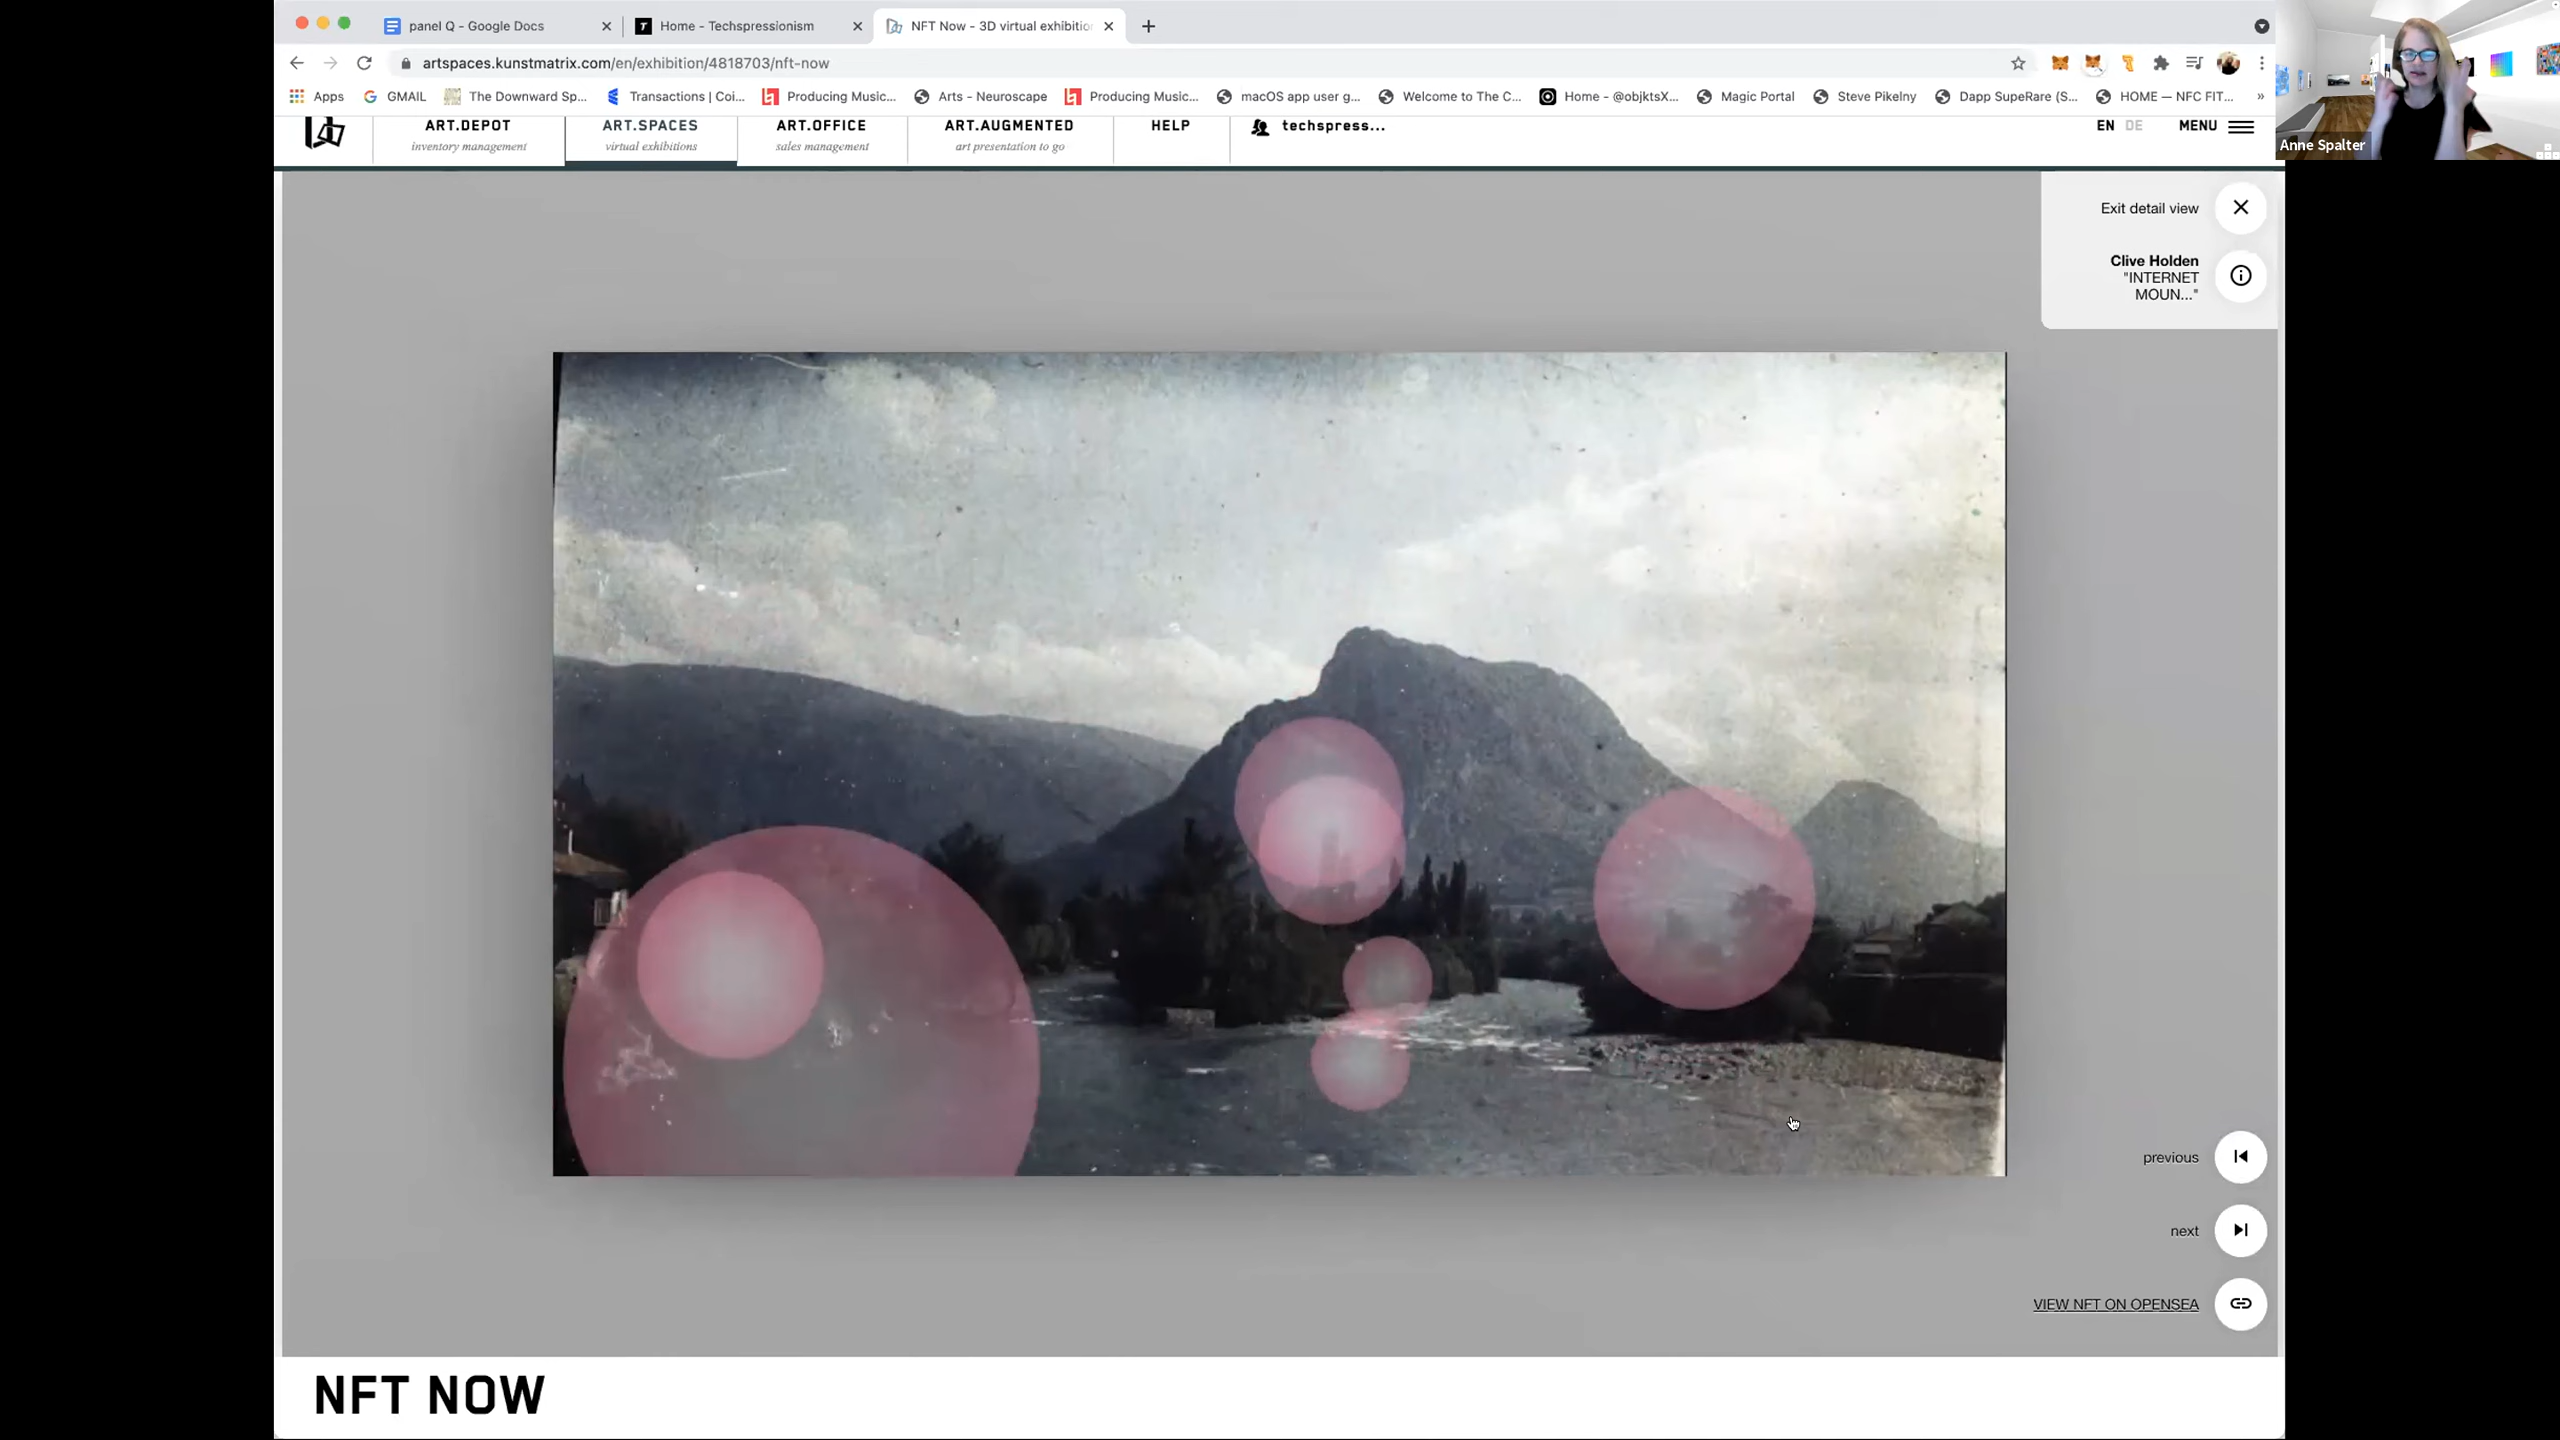 panel Q - Google Docs
Home - Techspressionism
NFT Now - 3D virtual exhibitio
artspaces.kunstmatrix.com/en/exhibition/4818703/nft-now
Apps
GMAIL
The Downward Sp...
Transactions | Coi...
Producing Music...
Arts - Neuroscape
Producing Music...
macOS app user g...
Welcome to The C...
Home - @objktsX...
Magic Portal
Steve Pikelny
Dapp SupeRare (S...
HOME — NFC FIT...
»
ART.DEPOT
inventory management
ART.SPACES
virtual exhibitions
ART.OFFICE
sales management
ART.AUGMENTED
art presentation to go
HELP
techspress...
EN DE
MENU
Anne Spalter
Exit detail view
Clive Holden
"INTERNET
MOUN..."
previous
next
VIEW NFT ON OPENSEA
NFT NOW